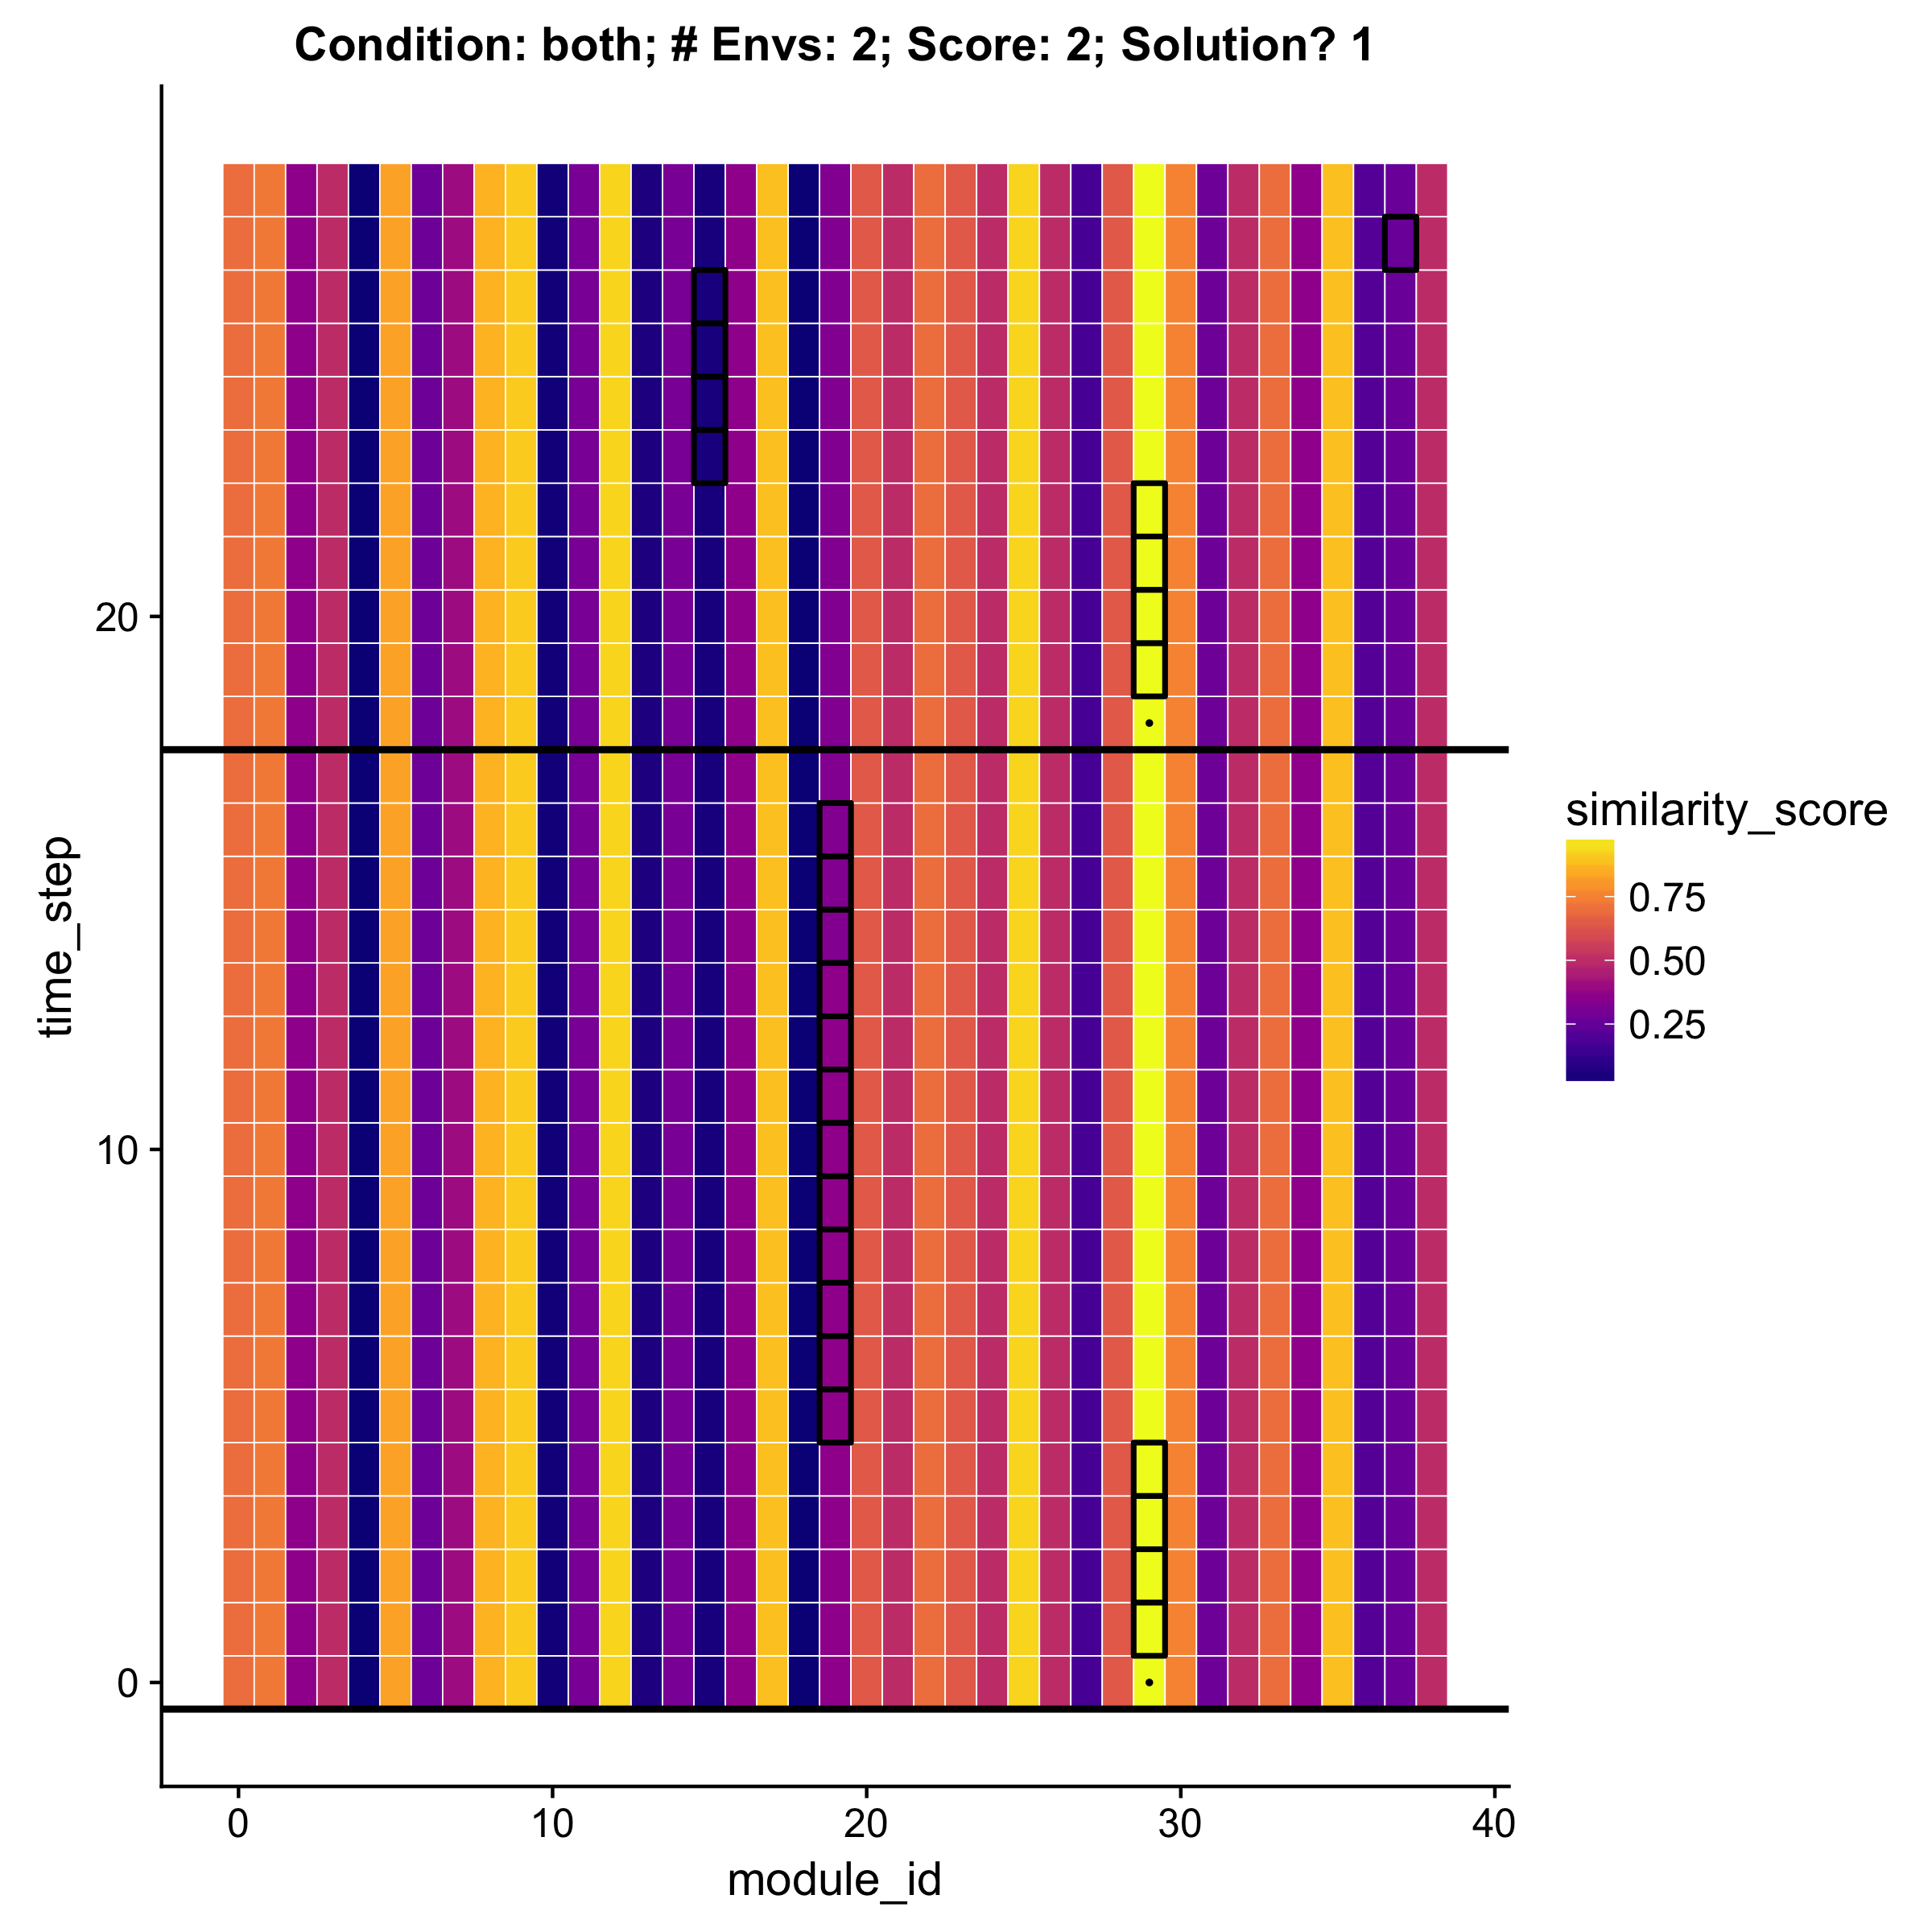 Condition: both; # Envs: 2; Score: 2; Solution? 1
time_step
20
10
0
0
10
20
30
40
module_id
similarity_score
0.75
0.50
0.25